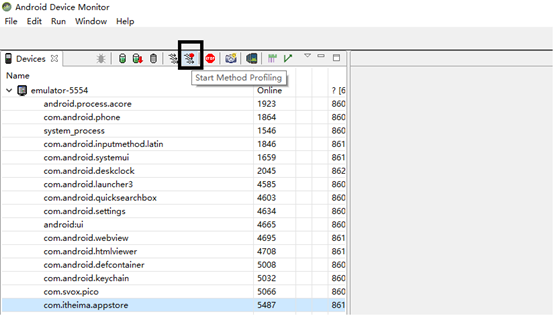 Android Device Monitor
File Edit Run Window Help
Devices
Start Method Profiling
Name
emulator-5554 Online ? [6
android.process.acore 1923 860
com.android.phone 1864 860
system_process 1546 860
com.android.inputmethod.latin 1846 861
com.android.systemui 1659 861
com.android.deskclock 2045 862
com.android.launcher3 4585 860
com.android.quicksearchbox 4603 860
com.android.settings 4634 860
android:ui 4665 860
com.android.webview 4695 861
com.android.htmlviewer 4708 861
com.android.defcontainer 5008 860
com.android.keychain 5032 860
com.svox.pico 5066 860
com.itheima.appstore 5487 861